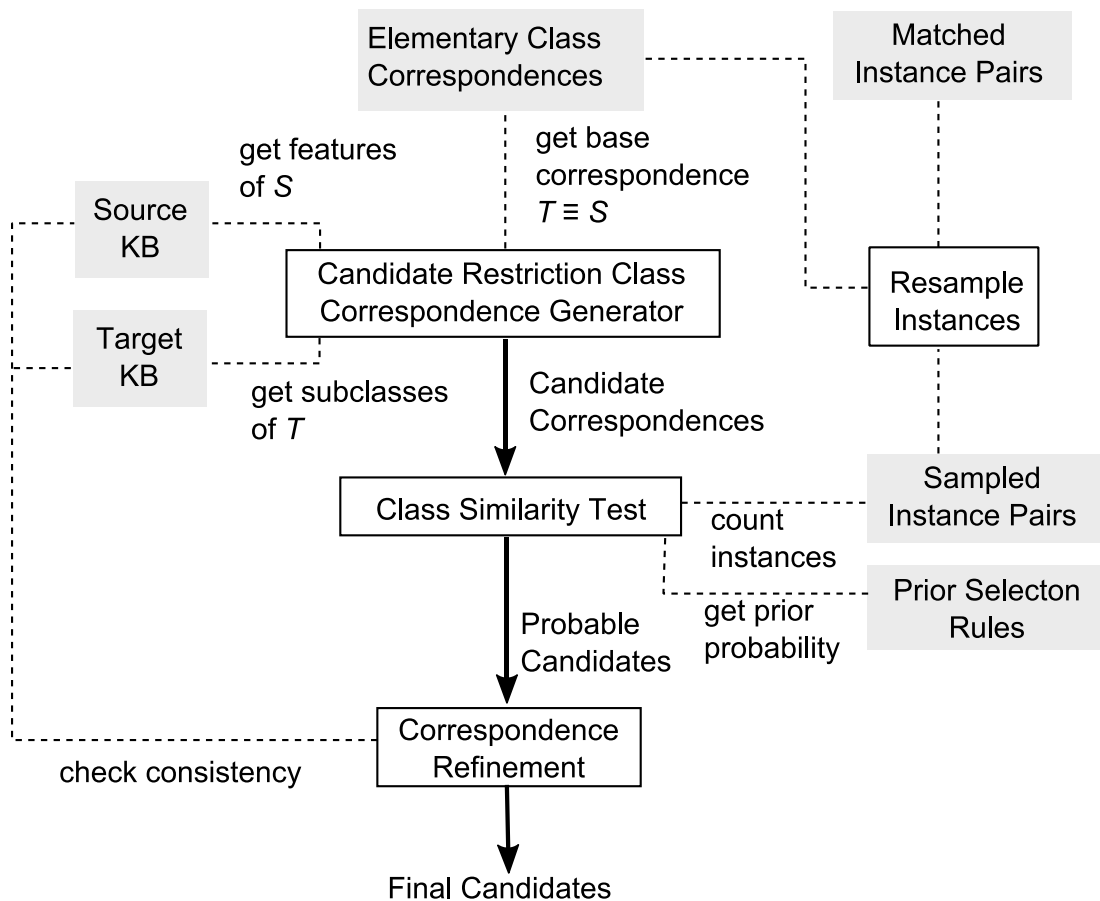 Elementary Class
Correspondences
Matched
Instance Pairs
get features
of S
get base
correspondence
T ≡ S
Source
KB
Candidate Restriction Class
Correspondence Generator
Resample
Instances
Target
KB
get subclasses
of T
Candidate
Correspondences
Class Similarity Test
Sampled
Instance Pairs
count
instances
Prior Selecton
Rules
get prior
probability
Probable
Candidates
Correspondence
Refinement
check consistency
Final Candidates